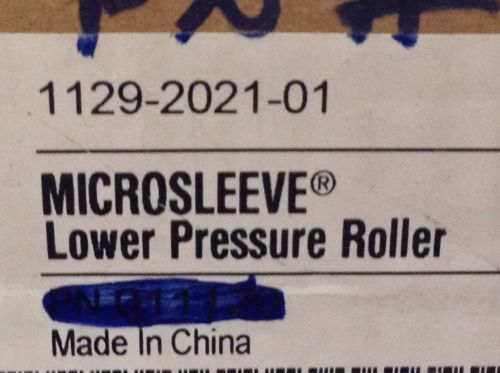 1129-2021-01
MICROSLEEVE®
Lower Pressure Roller
Made In China